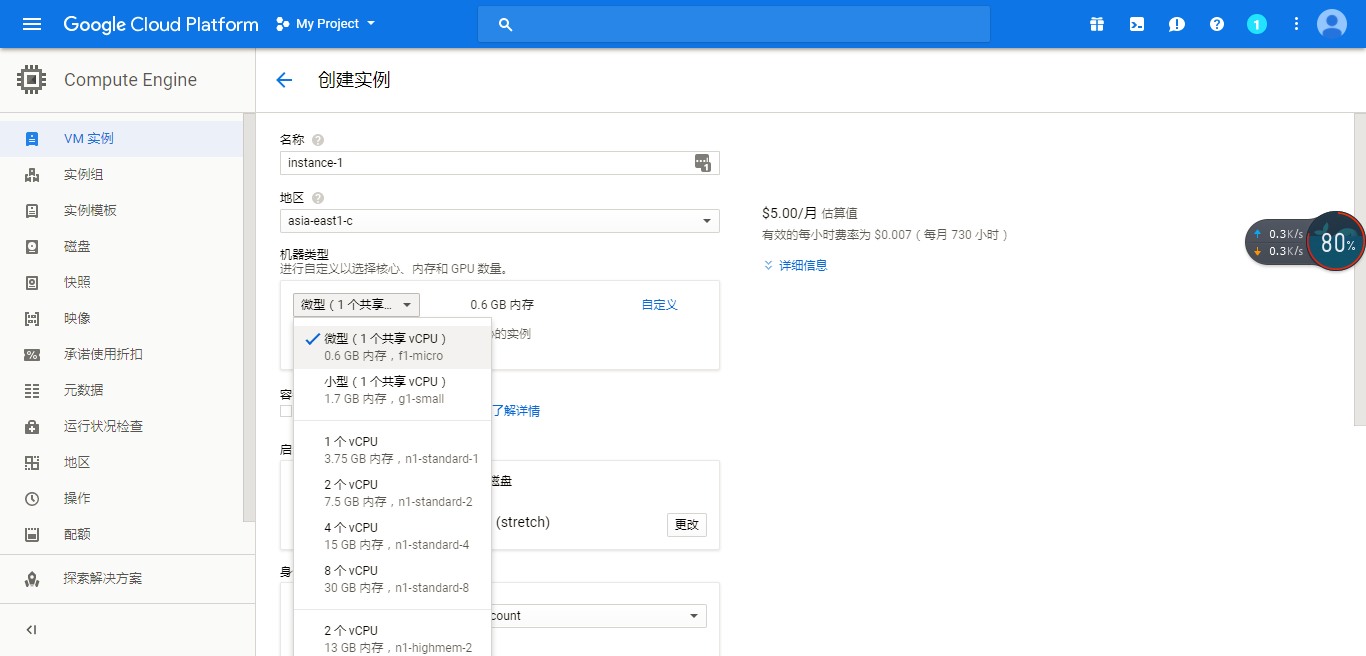 Google Cloud Platform
My Project
1
Compute Engine
创建实例
VM 实例
实例组
实例模板
磁盘
快照
映像
承诺使用折扣
元数据
运行状况检查
地区
操作
配额
探索解决方案
名称
instance-1
1
地区
asia-east1-c
机器类型
进行自定义以选择核心、内存和 GPU 数量。
微型（1 个共享...
0.6 GB 内存
自定义
的实例
微型（1 个共享 vCPU）
0.6 GB 内存，f1-micro
小型（1 个共享 vCPU）
1.7 GB 内存，g1-small
1 个 vCPU
3.75 GB 内存，n1-standard-1
2 个 vCPU
7.5 GB 内存，n1-standard-2
4 个 vCPU
15 GB 内存，n1-standard-4
8 个 vCPU
30 GB 内存，n1-standard-8
2 个 vCPU
13 GB 内存，n1-highmem-2
容
了解详情
启
磁盘
(stretch)
更改
身
count
$5.00/月 估算值
有效的每小时费率为 $0.007（每月 730 小时）
详细信息
0.3K/s
0.3K/s
80%